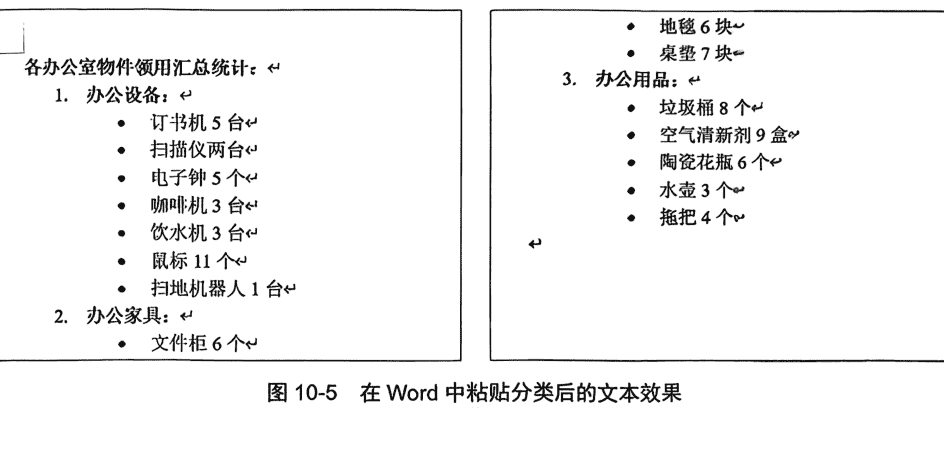 各办公室物件领用汇总统计：↵
1. 办公设备：↵
• 订书机 5 台↵
• 扫描仪两台↵
• 电子钟 5 个↵
• 咖啡机 3 台↵
• 饮水机 3 台↵
• 鼠标 11 个↵
• 扫地机器人 1 台↵
2. 办公家具：↵
• 文件柜 6 个↵
• 地毯 6 块↵
• 桌垫 7 块↵
3. 办公用品：↵
• 垃圾桶 8 个↵
• 空气清新剂 9 盒↵
• 陶瓷花瓶 6 个↵
• 水壶 3 个↵
• 拖把 4 个↵
↵
图 10-5 在 Word 中粘贴分类后的文本效果